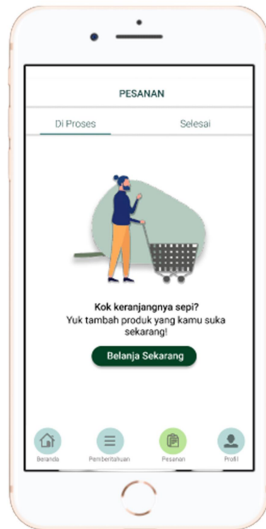 PESANAN
Di Proses Selesai
Kok keranjangnya sepi?
Yuk tambah produk yang kamu suka
sekarang!
Belanja Sekarang
Beranda Pemberitahuan Pesanan Profil